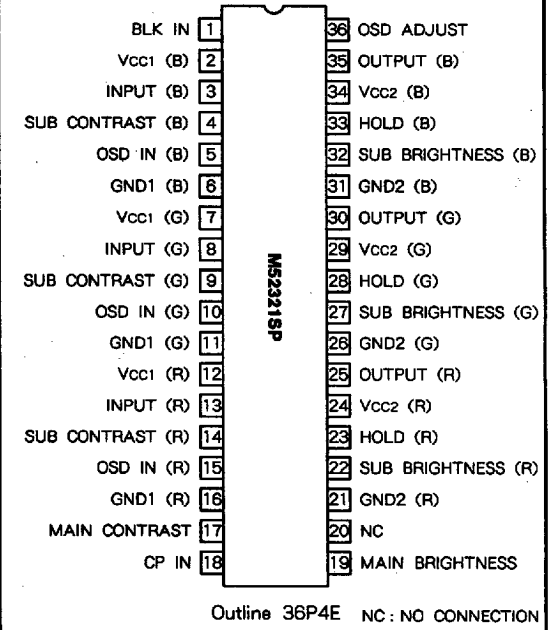 BLK IN 1 36 OSD ADJUST
Vcc1 (B) 2 35 OUTPUT (B)
INPUT (B) 3 34 Vcc2 (B)
SUB CONTRAST (B) 4 33 HOLD (B)
OSD IN (B) 5 32 SUB BRIGHTNESS (B)
GND1 (B) 6 31 GND2 (B)
Vcc1 (G) 7 30 OUTPUT (G)
INPUT (G) 8 29 Vcc2 (G)
SUB CONTRAST (G) 9 28 HOLD (G)
OSD IN (G) 10 27 SUB BRIGHTNESS (G)
GND1 (G) 11 26 GND2 (G)
Vcc1 (R) 12 25 OUTPUT (R)
INPUT (R) 13 24 Vcc2 (R)
SUB CONTRAST (R) 14 23 HOLD (R)
OSD IN (R) 15 22 SUB BRIGHTNESS (R)
GND1 (R) 16 21 GND2 (R)
MAIN CONTRAST 17 20 NC
CP IN 18 19 MAIN BRIGHTNESS
M52321SP
Outline 36P4E NC : NO CONNECTION